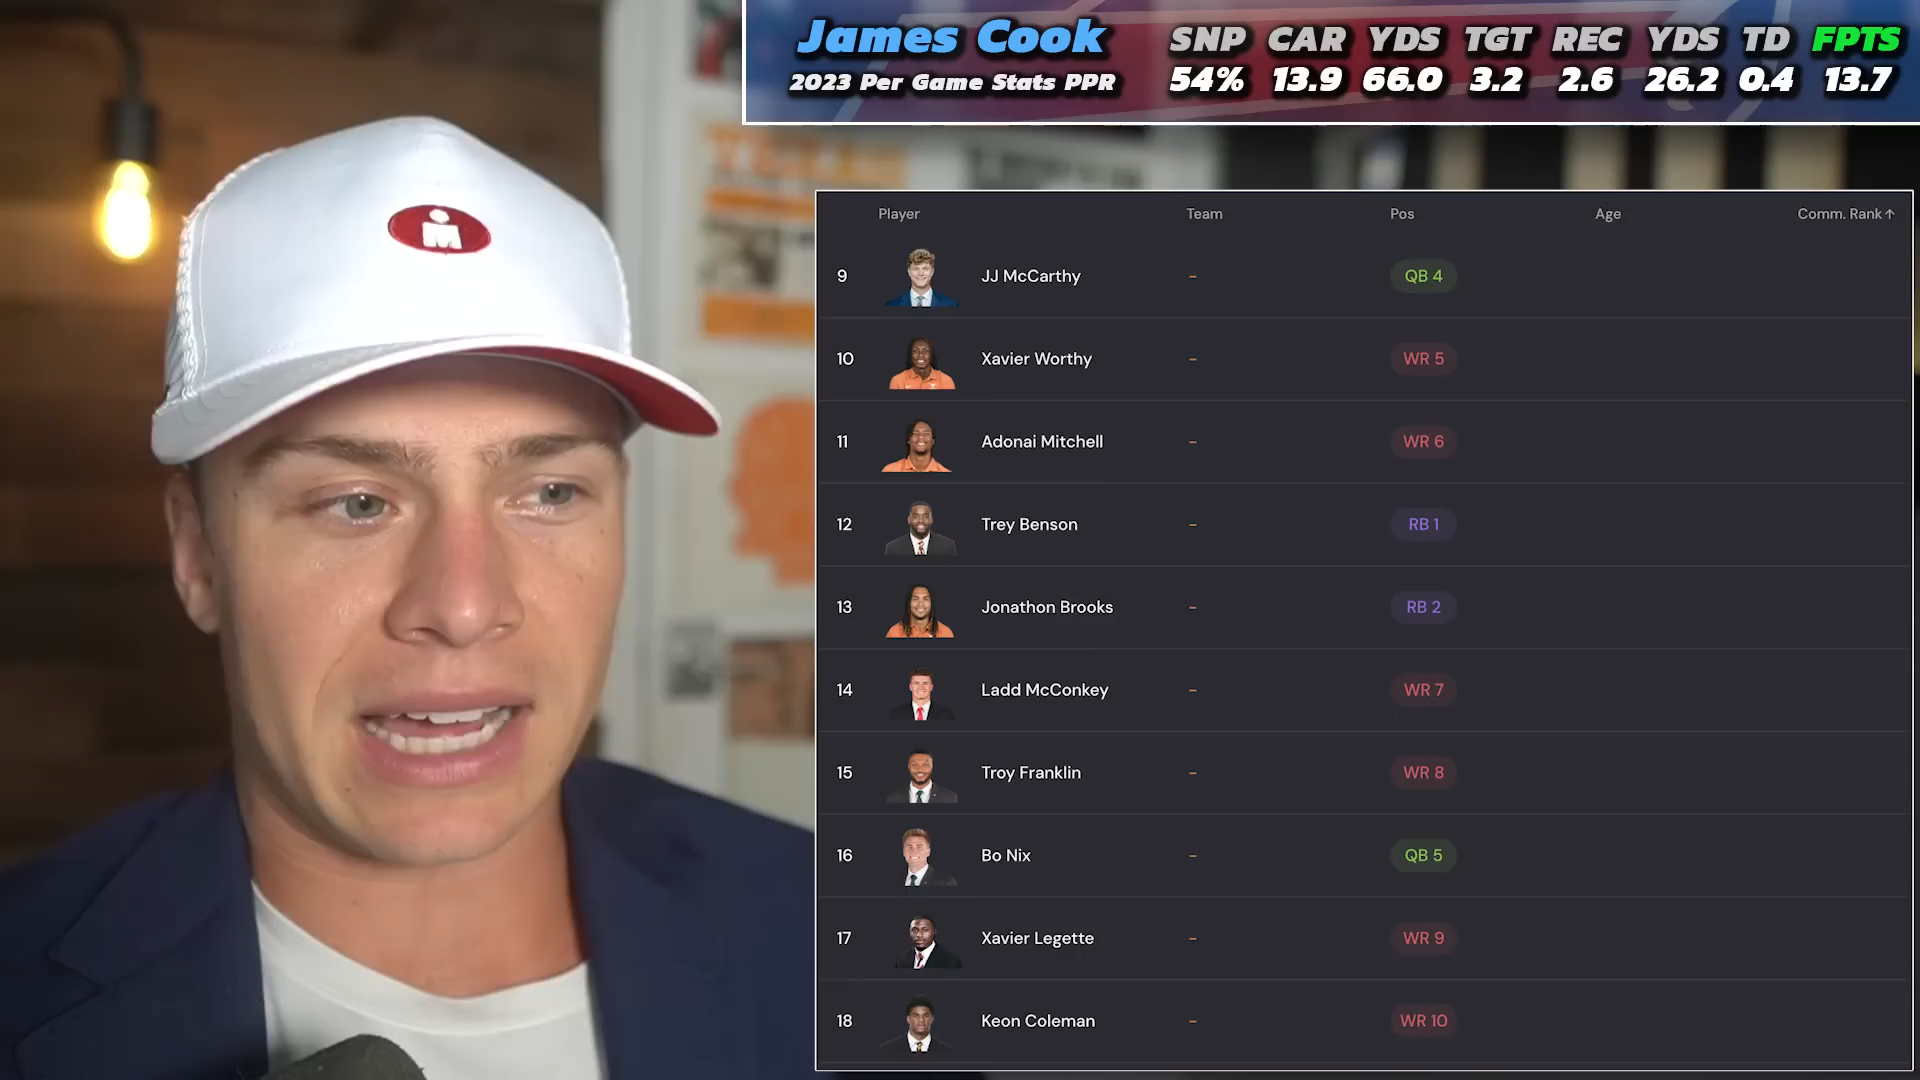 James Cook
2023 Per Game Stats PPR
SNP CAR YDS TGT REC YDS TD FPTS
54% 13.9 66.0 3.2 2.6 26.2 0.4 13.7
Player Team Pos Age Comm. Rank↑
9 JJ McCarthy - QB 4
10 Xavier Worthy - WR 5
11 Adonai Mitchell - WR 6
12 Trey Benson - RB 1
13 Jonathon Brooks - RB 2
14 Ladd McConkey - WR 7
15 Troy Franklin - WR 8
16 Bo Nix - QB 5
17 Xavier Legette - WR 9
18 Keon Coleman - WR 10